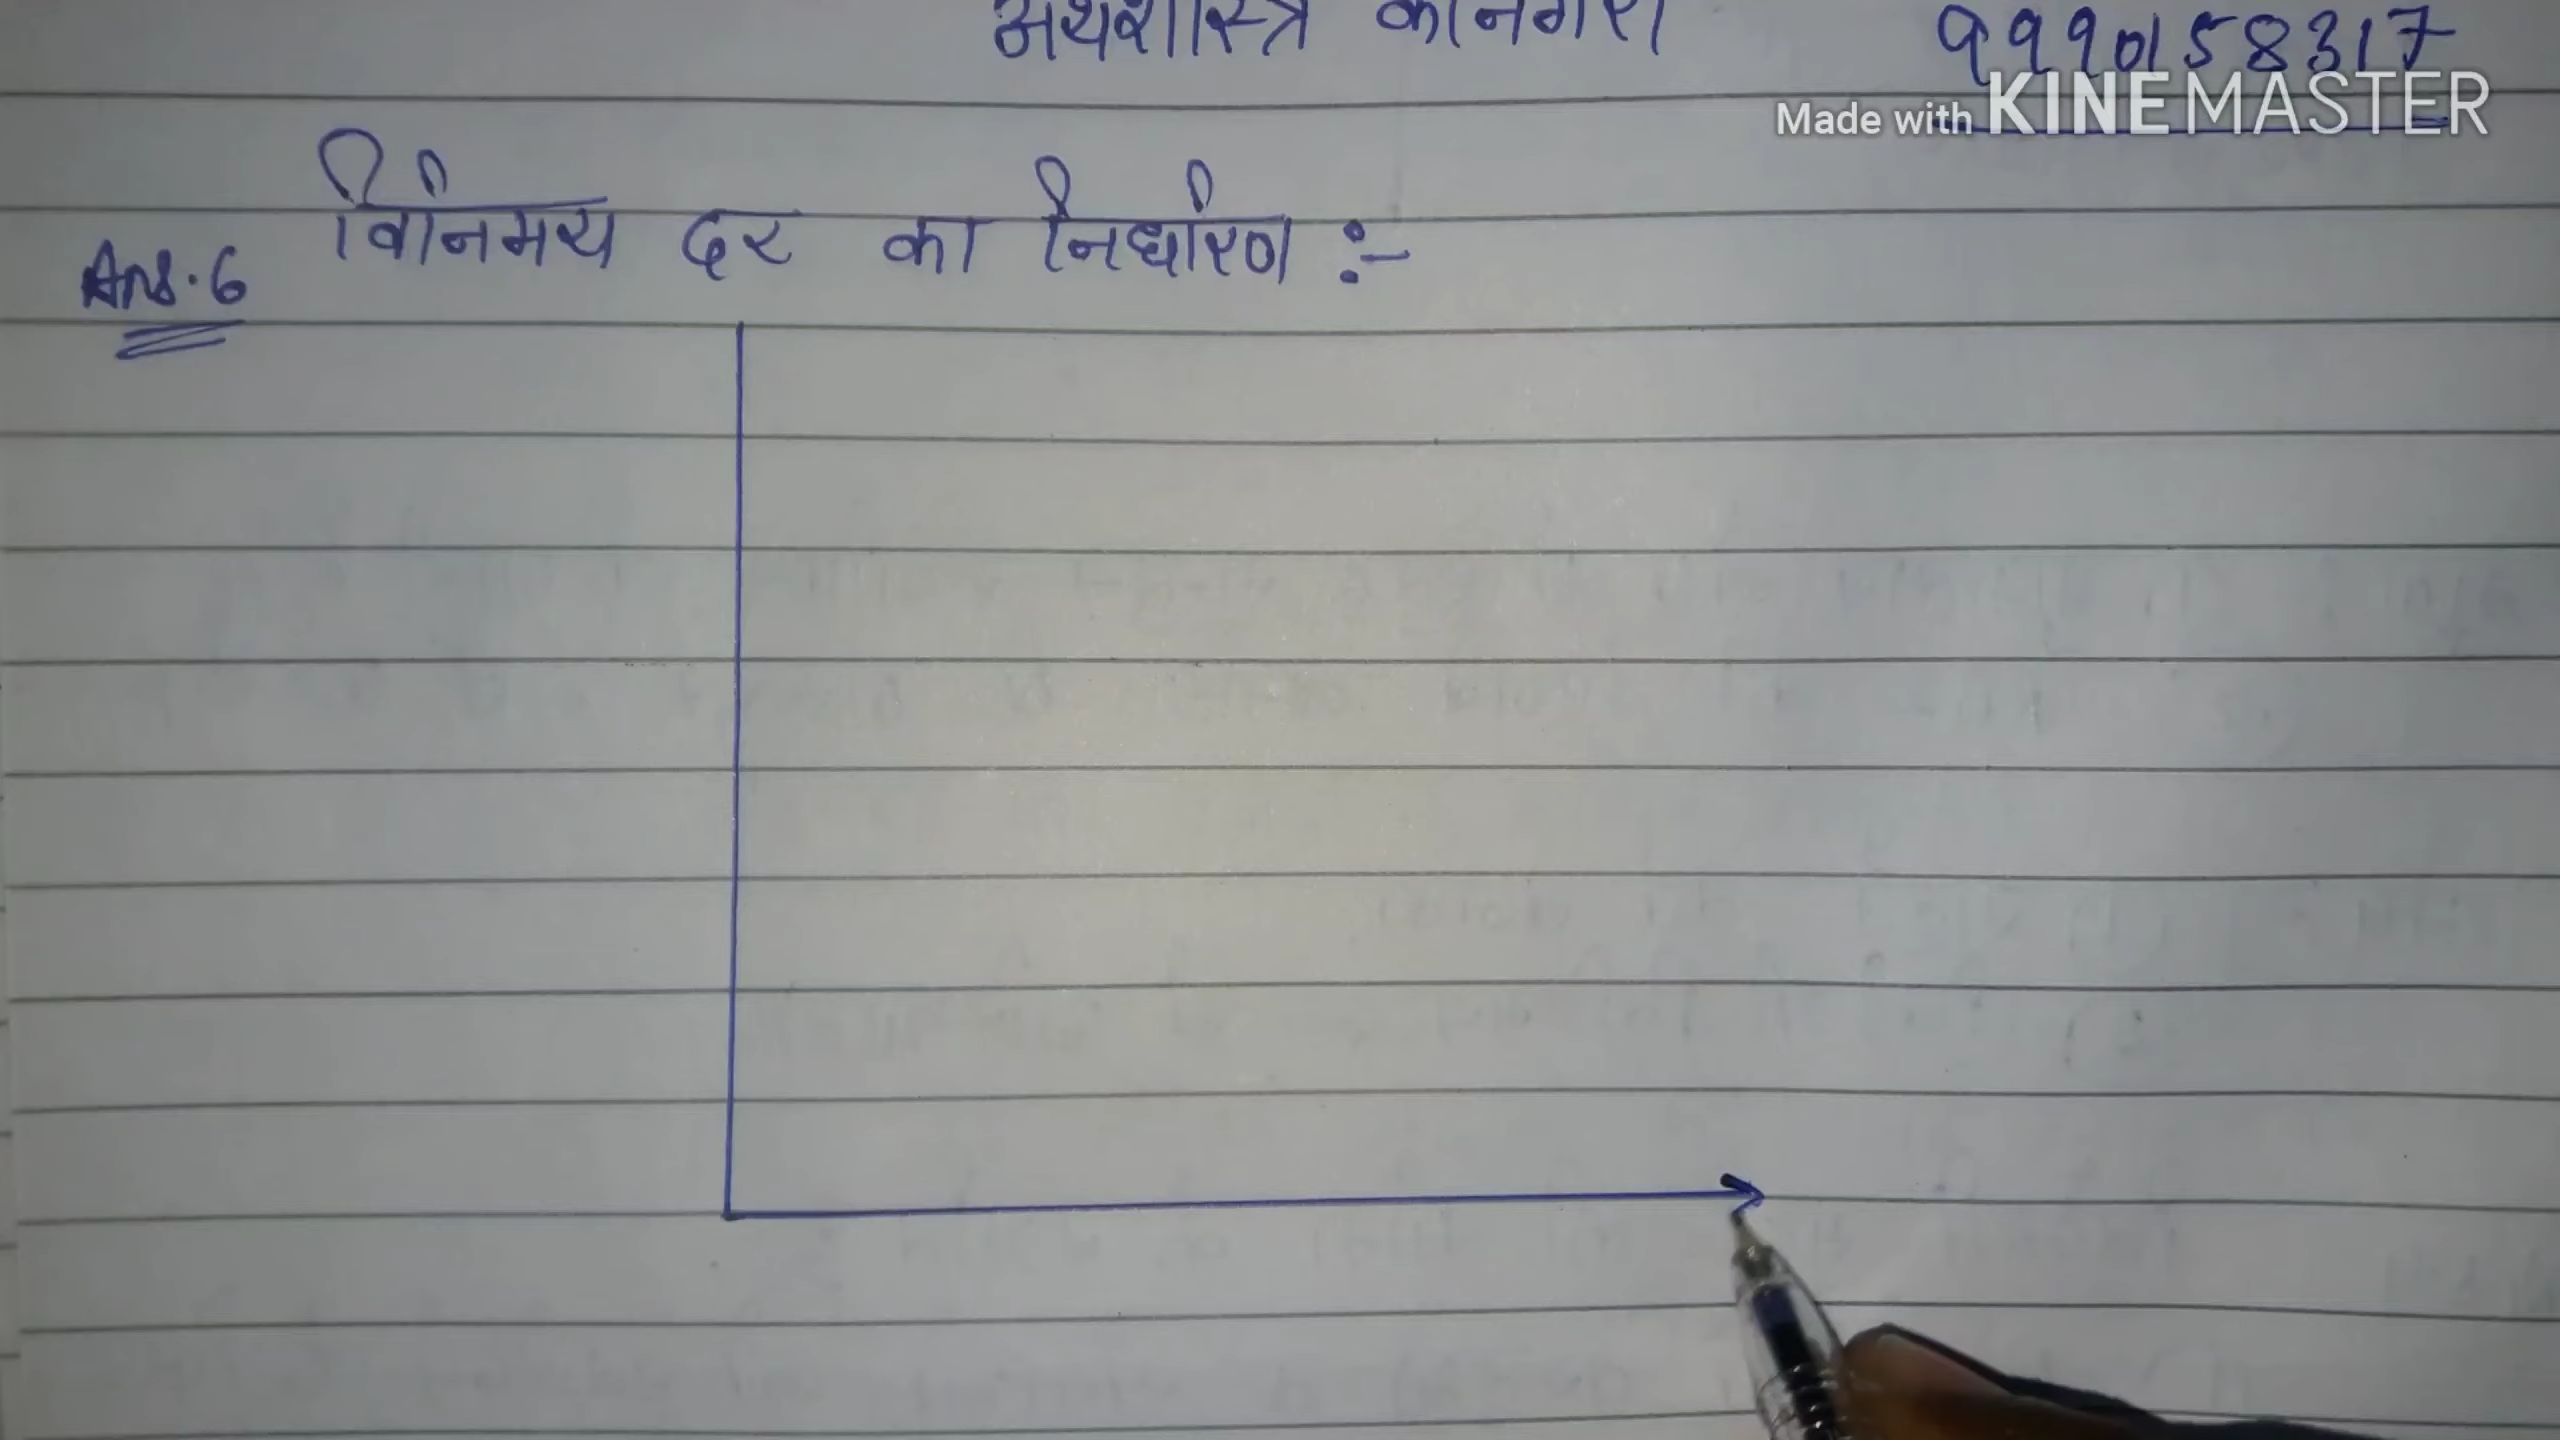 अर्थशास्त्र का नगरी
9990158317
Made with KINEMASTER
विनिमय दर का निर्धारण :-
Ans. 6